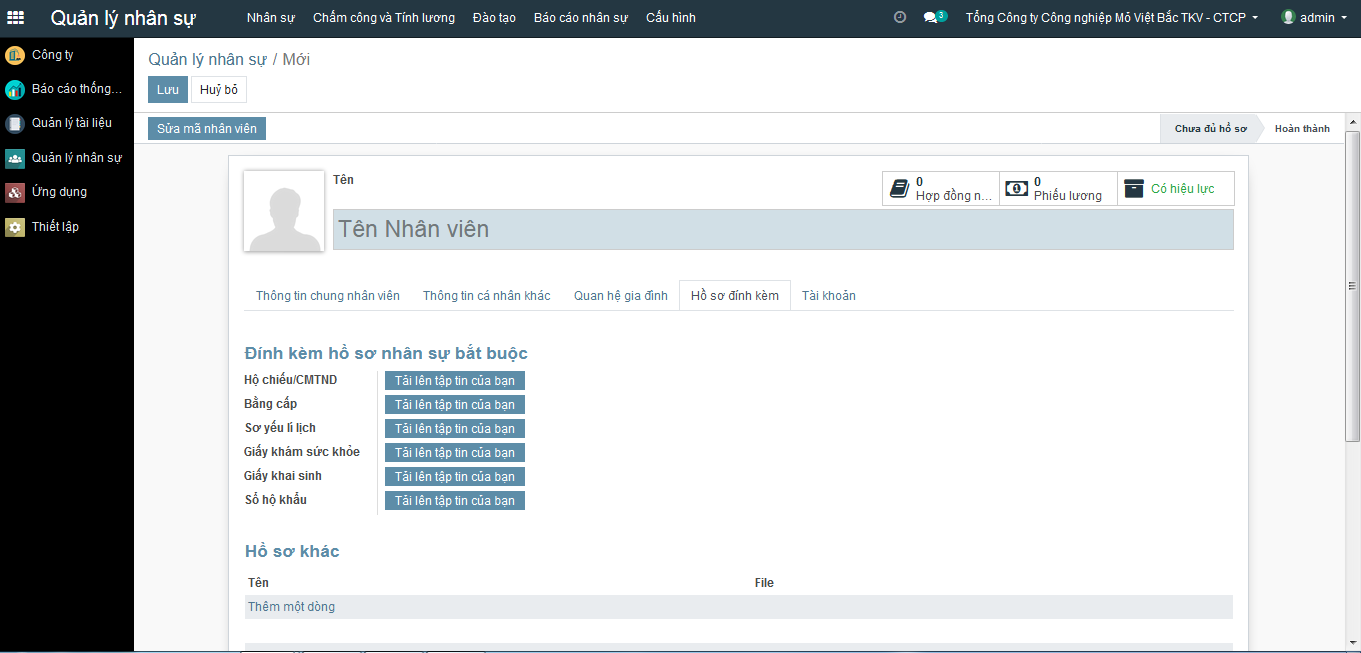 Quản lý nhân sự Nhân sự Chấm công và Tính lương Đào tạo Báo cáo nhân sự Cấu hình 3 Tổng Công ty Công nghiệp Mỏ Việt Bắc TKV - CTCP admin
Công ty
Báo cáo thống...
Quản lý tài liệu
Quản lý nhân sự
Ứng dụng
Thiết lập
Quản lý nhân sự / Mới
Lưu Huỷ bỏ
Sửa mã nhân viên Chưa đủ hồ sơ Hoàn thành
Tên
0 Hợp đồng n...
0 Phiếu lương
Có hiệu lực
Tên Nhân viên
Thông tin chung nhân viên Thông tin cá nhân khác Quan hệ gia đình Hồ sơ đính kèm Tài khoản
Đính kèm hồ sơ nhân sự bắt buộc
Hộ chiếu/CMTND Tải lên tập tin của bạn
Bằng cấp Tải lên tập tin của bạn
Sơ yếu lí lịch Tải lên tập tin của bạn
Giấy khám sức khỏe Tải lên tập tin của bạn
Giấy khai sinh Tải lên tập tin của bạn
Sổ hộ khẩu Tải lên tập tin của bạn
Hồ sơ khác
Tên File
Thêm một dòng